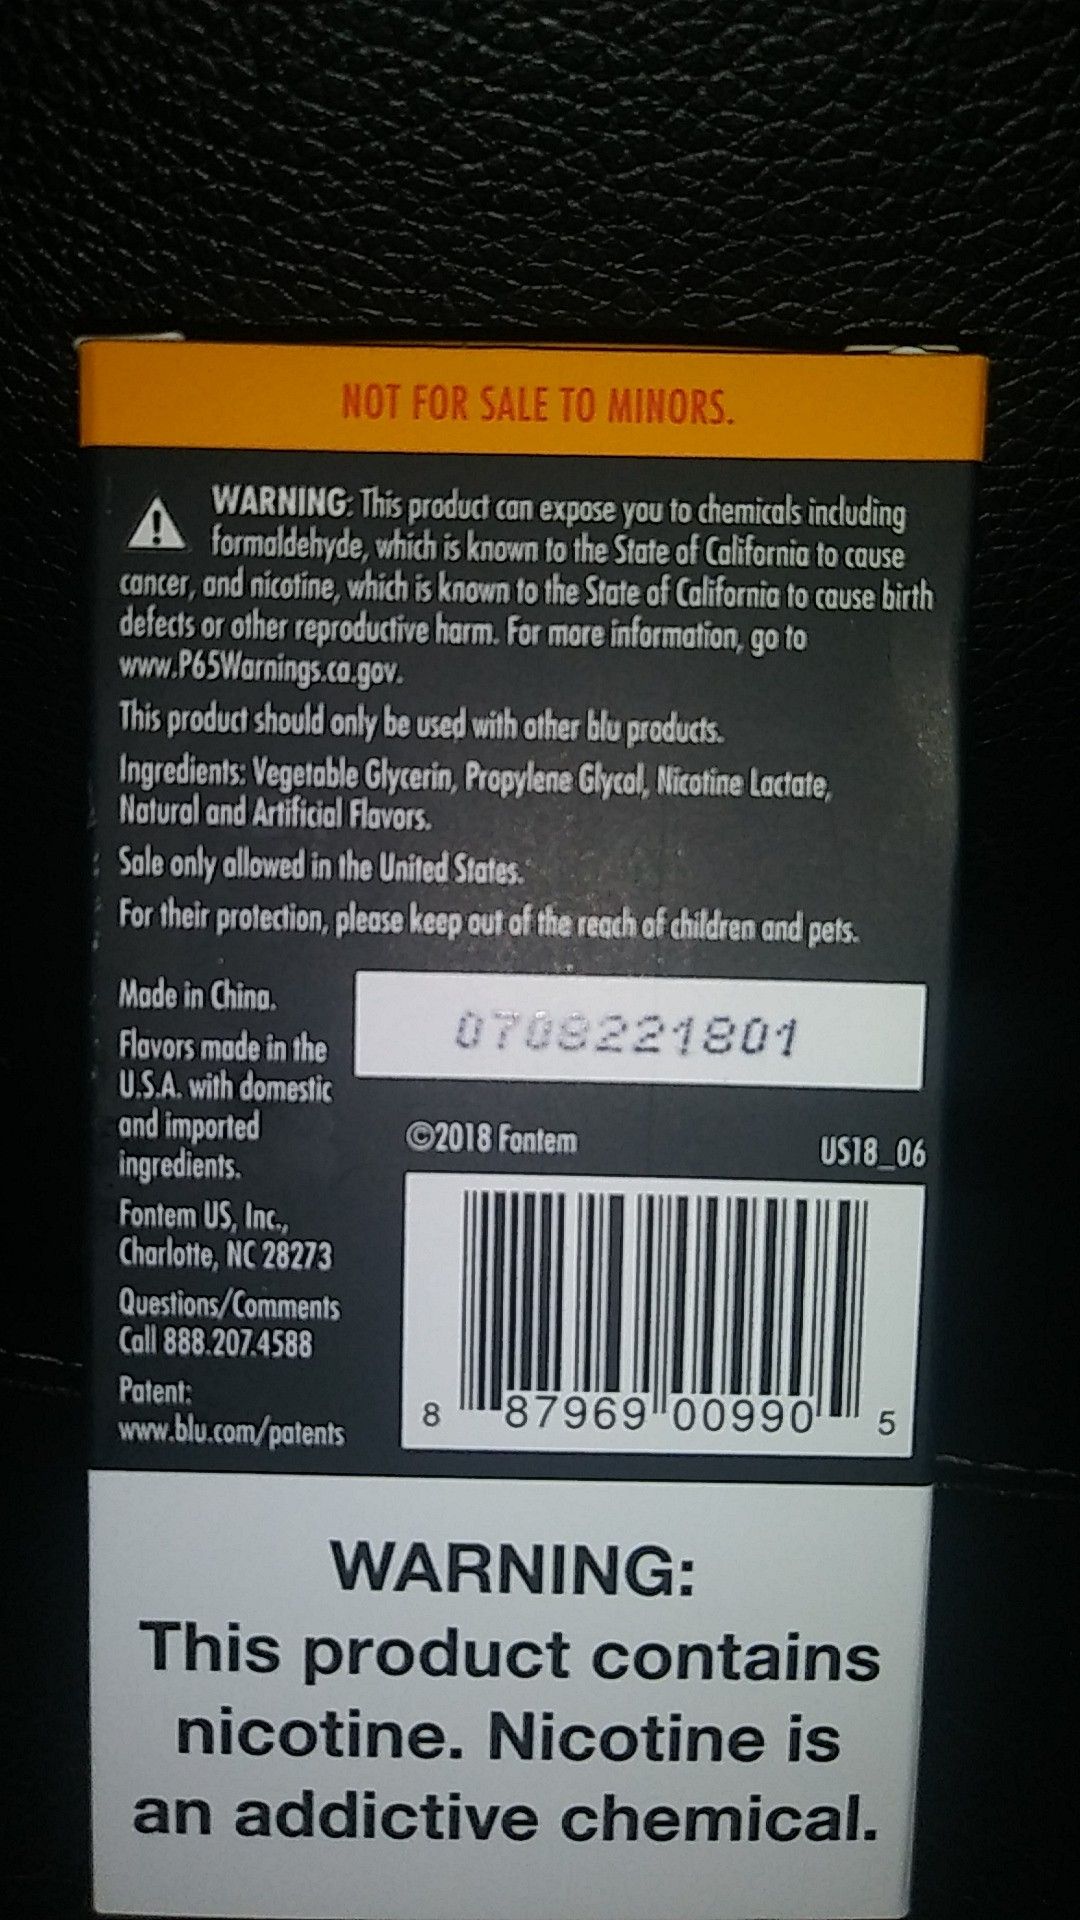 NOT FOR SALE TO MINORS.
WARNING: This product can expose you to chemicals including
formaldehyde, which is known to the State of California to cause
cancer, and nicotine, which is known to the State of California to cause birth
defects or other reproductive harm. For more information, go to
www.P65Warnings.ca.gov.
This product should only be used with other blu products.
Ingredients: Vegetable Glycerin, Propylene Glycol, Nicotine Lactate,
Natural and Artificial Flavors.
Sale only allowed in the United States.
For their protection, please keep out of the reach of children and pets.
Made in China.
Flavors made in the
U.S.A. with domestic
and imported
ingredients.
Fontem US, Inc.,
Charlotte, NC 28273
Questions/Comments
Call 888.207.4588
Patent:
www.blu.com/patents
0708221801
©2018 Fontem US18_06
8 87969 00990 5
WARNING:
This product contains
nicotine. Nicotine is
an addictive chemical.